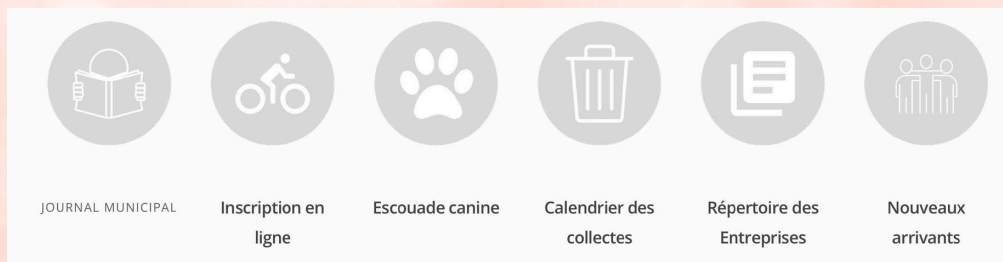 JOURNAL MUNICIPAL
Inscription en
ligne
Escouade canine
Calendrier des
collectes
Répertoire des
Entreprises
Nouveaux
arrivants